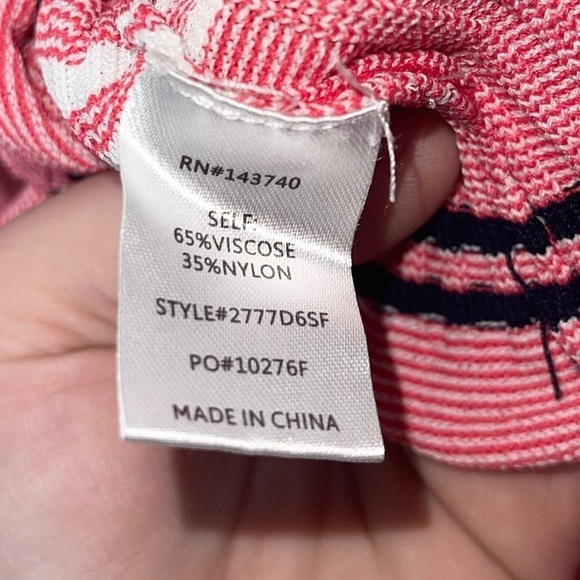 RN#143740
SELF:
65%VISCOSE
35%NYLON
STYLE#2777D6SF
PO#10276F
MADE IN CHINA